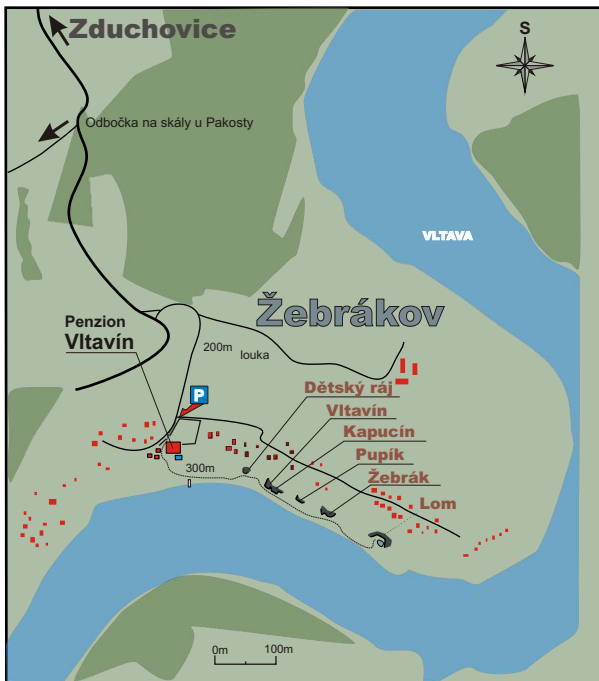 Zduchovice
S
Odbočka na skály u Pakosty
VLTAVA
Žebrákov
Penzion
Vltavín
200m
louka
P
Dětský ráj
Vltavín
Kapucín
Pupík
300m
Žebrák
Lom
0m
100m